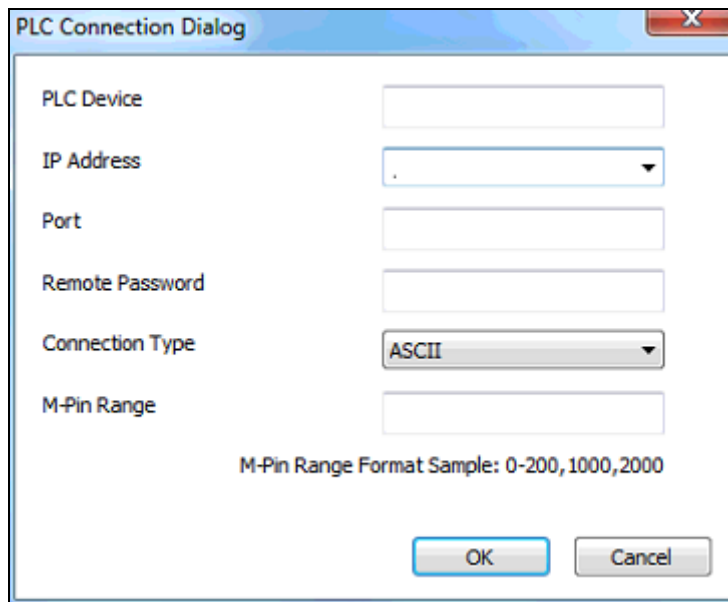 PLC Connection Dialog
PLC Device
IP Address .
Port
Remote Password
Connection Type ASCII
M-Pin Range
M-Pin Range Format Sample: 0-200,1000,2000
OK Cancel